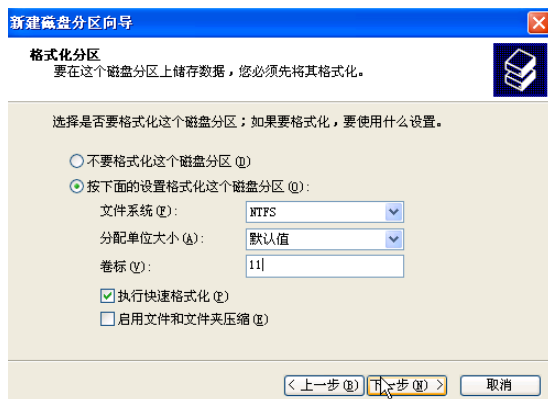 新建磁盘分区向导
格式化分区
要在这个磁盘分区上储存数据，您必须先将其格式化。
选择是否要格式化这个磁盘分区；如果要格式化，要使用什么设置。
不要格式化这个磁盘分区(D)
按下面的设置格式化这个磁盘分区(O):
文件系统(F): NTFS
分配单位大小(A): 默认值
卷标(V): 11
执行快速格式化(P)
启用文件和文件夹压缩(E)
< 上一步(B) 下一步(N) > 取消